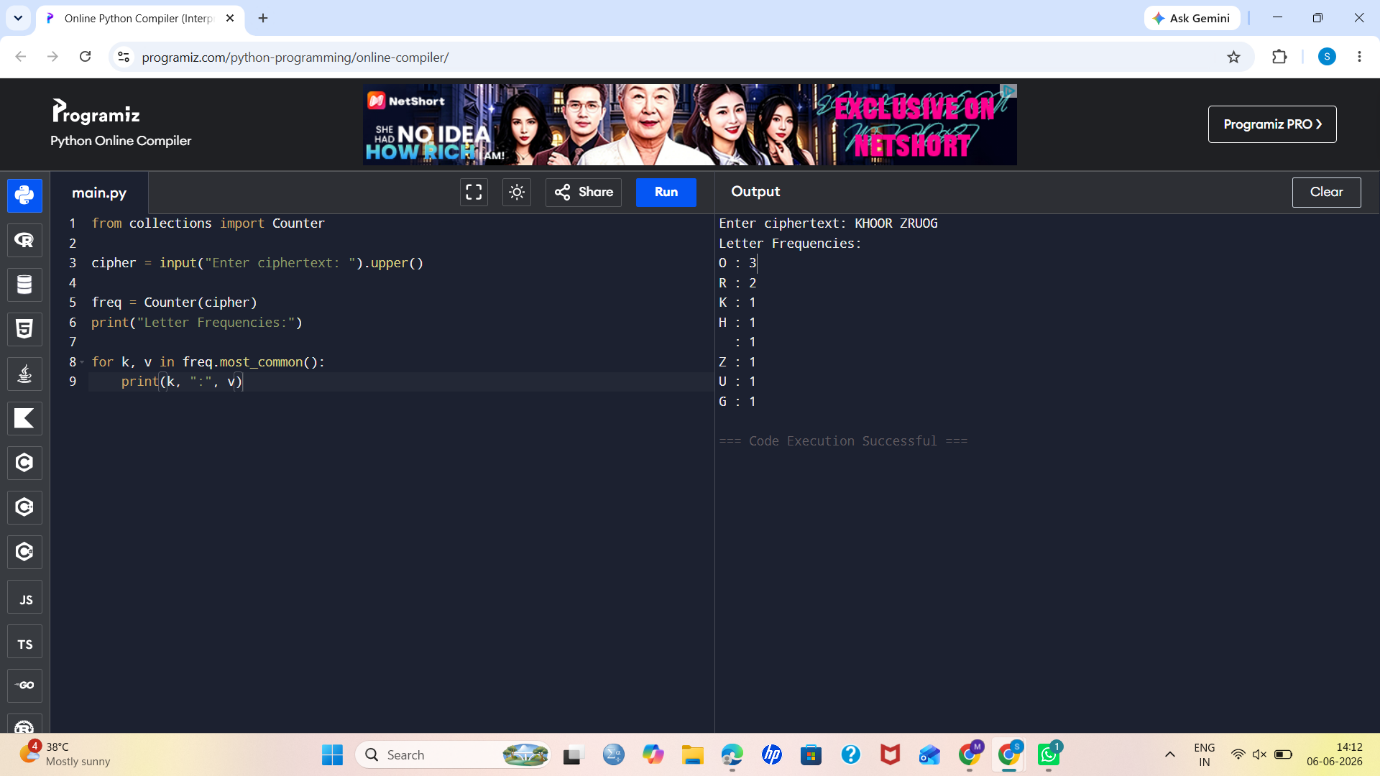 Online Python Compiler (Interp
Ask Gemini
programiz.com/python-programming/online-compiler/
S
Programiz
Python Online Compiler
NetShort
SHE HAD NO IDEA
HOW RICH I AM!
EXCLUSIVE ON
NETSHORT
Programiz PRO
main.py
Share
Run
Output
Clear
1 from collections import Counter
2
3 cipher = input("Enter ciphertext: ").upper()
4
5 freq = Counter(cipher)
6 print("Letter Frequencies:")
7
8 for k, v in freq.most_common():
9     print(k, ":", v)
Enter ciphertext: KHOOR ZRUOG
Letter Frequencies:
O : 3
R : 2
K : 1
H : 1
  : 1
Z : 1
U : 1
G : 1
=== Code Execution Successful ===
JS
TS
GO
4
38°C
Mostly sunny
Search
hp
M
S
1
ENG
IN
14:12
06-06-2026